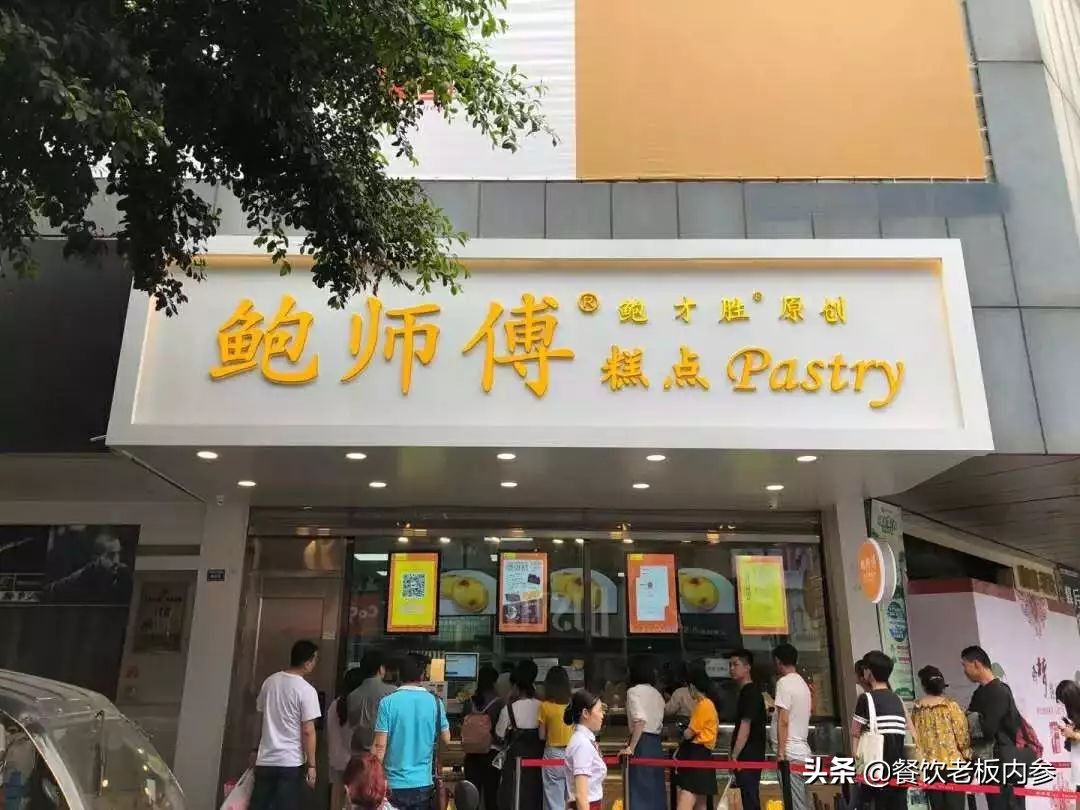 鲍师傅®
鲍才胜®原创
糕点 Pastry
头条 @餐饮老板内参